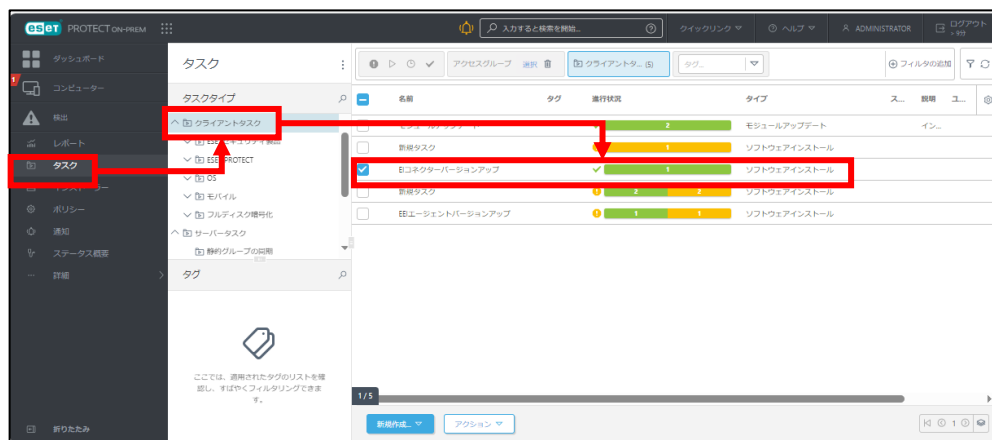 eset PROTECT ON-PREM
入力すると検索を開始...
クイックリンク
ヘルプ
ADMINISTRATOR
ログアウト
> 9分
ダッシュボード
1
コンピューター
検出
レポート
タスク
ポリシー
通知
ステータス概要
詳細
折りたたみ
タスク
タスクタイプ
クライアントタスク
ESET PROTECT
OS
モバイル
フルディスク暗号化
サーバータスク
静的グループの同期
タグ
ここでは、適用されたタグのリストを確
認し、すばやくフィルタリングできま
す。
アクセスグループ 選択
クライアントタ... (5)
タグ...
フィルタの追加
名前 タグ 進行状況 タイプ ス... 説明 ユ...
モジュールアップデート 2 モジュールアップデート イン...
新規タスク 1 ソフトウェアインストール
EIコネクターバージョンアップ 1 ソフトウェアインストール
新規タスク 2 2 ソフトウェアインストール
EEIエージェントバージョンアップ 1 1 ソフトウェアインストール
1/5
新規作成... アクション
1